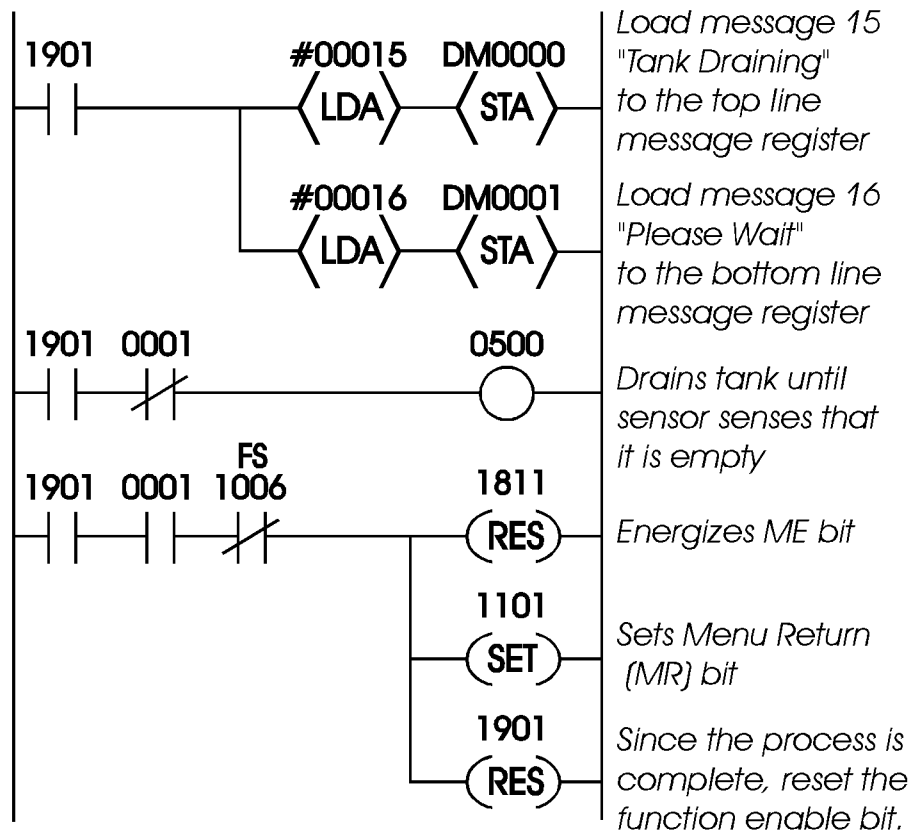 1901 #00015 DM0000
LDA STA
Load message 15
"Tank Draining"
to the top line
message register
#00016 DM0001
LDA STA
Load message 16
"Please Wait"
to the bottom line
message register
1901 0001 0500
Drains tank until
sensor senses that
it is empty
FS
1901 0001 1006 1811
RES
Energizes ME bit
1101
SET
Sets Menu Return
(MR) bit
1901
RES
Since the process is
complete, reset the
function enable bit.